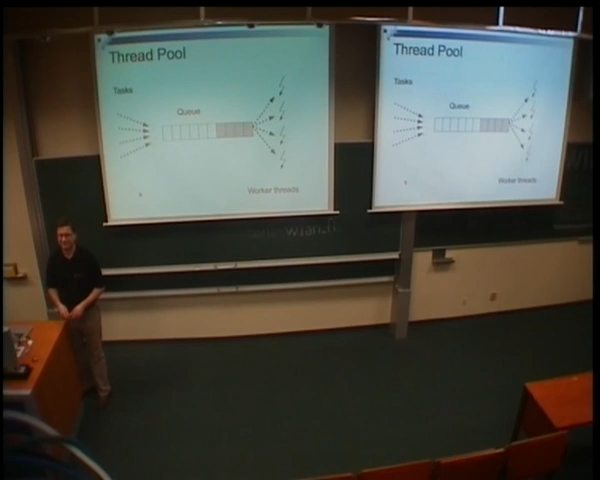 Thread Pool
Tasks
Queue
Worker threads
Thread Pool
Tasks
Queue
Worker threads